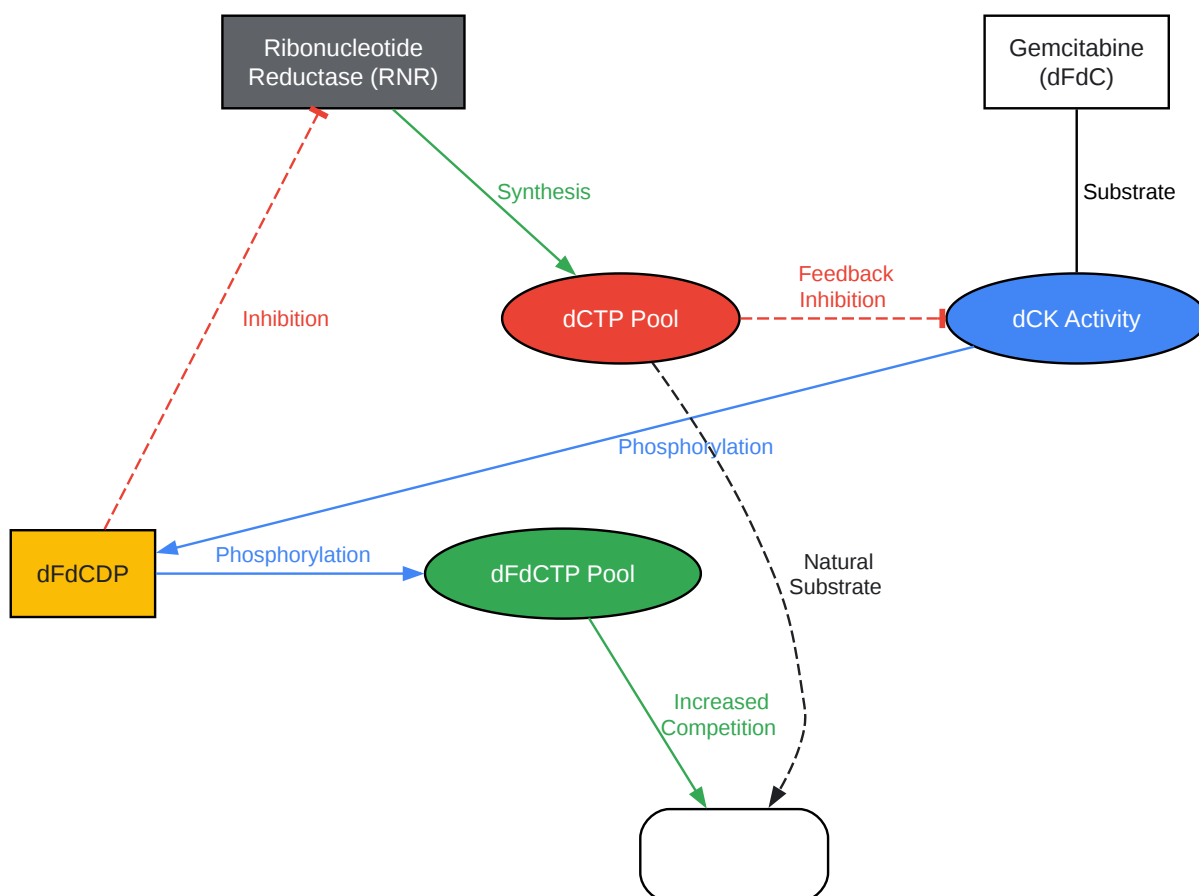 Ribonucleotide
Reductase (RNR)
Gemcitabine
(dFdC)
Synthesis
Substrate
Feedback
Inhibition
Inhibition
dCTP Pool
dCK Activity
Phosphorylation
Phosphorylation
dFdCDP
dFdCTP Pool
Natural
Substrate
Increased
Competition